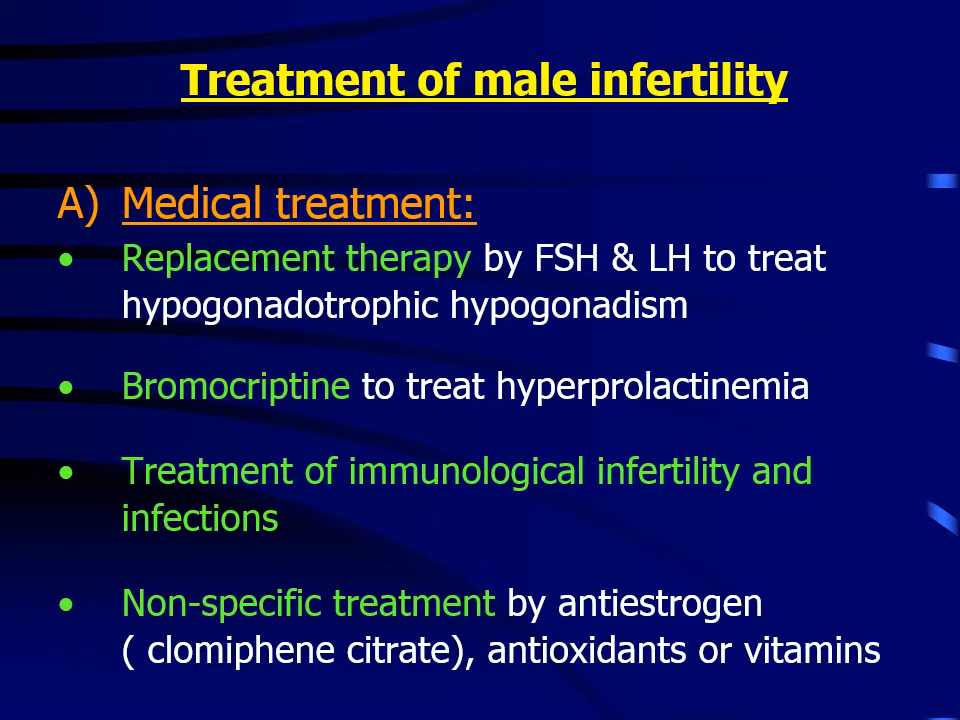 Treatment of male infertility
A) Medical treatment:
• Replacement therapy by FSH & LH to treat
hypogonadotrophic hypogonadism
• Bromocriptine to treat hyperprolactinemia
• Treatment of immunological infertility and
infections
• Non-specific treatment by antiestrogen
( clomiphene citrate), antioxidants or vitamins